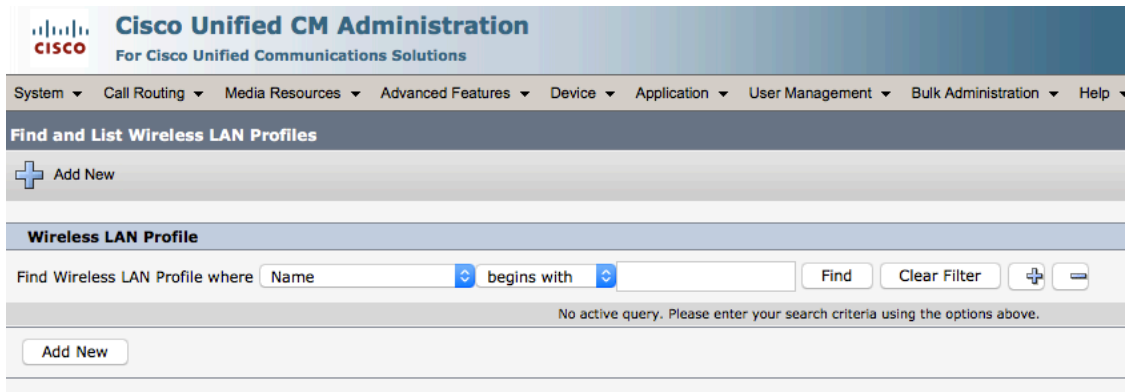 CISCO
Cisco Unified CM Administration
For Cisco Unified Communications Solutions
System Call Routing Media Resources Advanced Features Device Application User Management Bulk Administration Help
Find and List Wireless LAN Profiles
Add New
Wireless LAN Profile
Find Wireless LAN Profile where Name begins with Find Clear Filter
No active query. Please enter your search criteria using the options above.
Add New